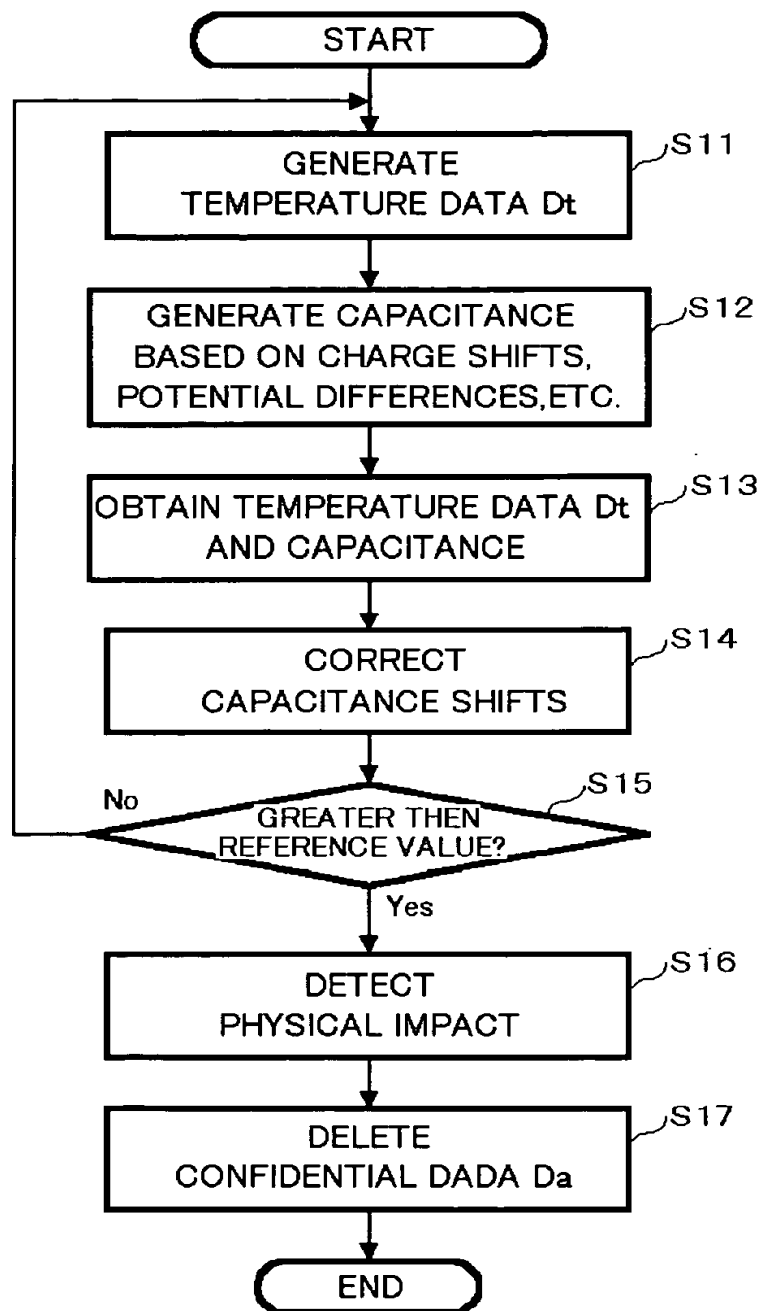 START
GENERATE
TEMPERATURE DATA Dt
S11
GENERATE CAPACITANCE
BASED ON CHARGE SHIFTS,
POTENTIAL DIFFERENCES,ETC.
S12
OBTAIN TEMPERATURE DATA Dt
AND CAPACITANCE
S13
CORRECT
CAPACITANCE SHIFTS
S14
No
GREATER THEN
REFERENCE VALUE?
S15
Yes
DETECT
PHYSICAL IMPACT
S16
DELETE
CONFIDENTIAL DADA Da
S17
END